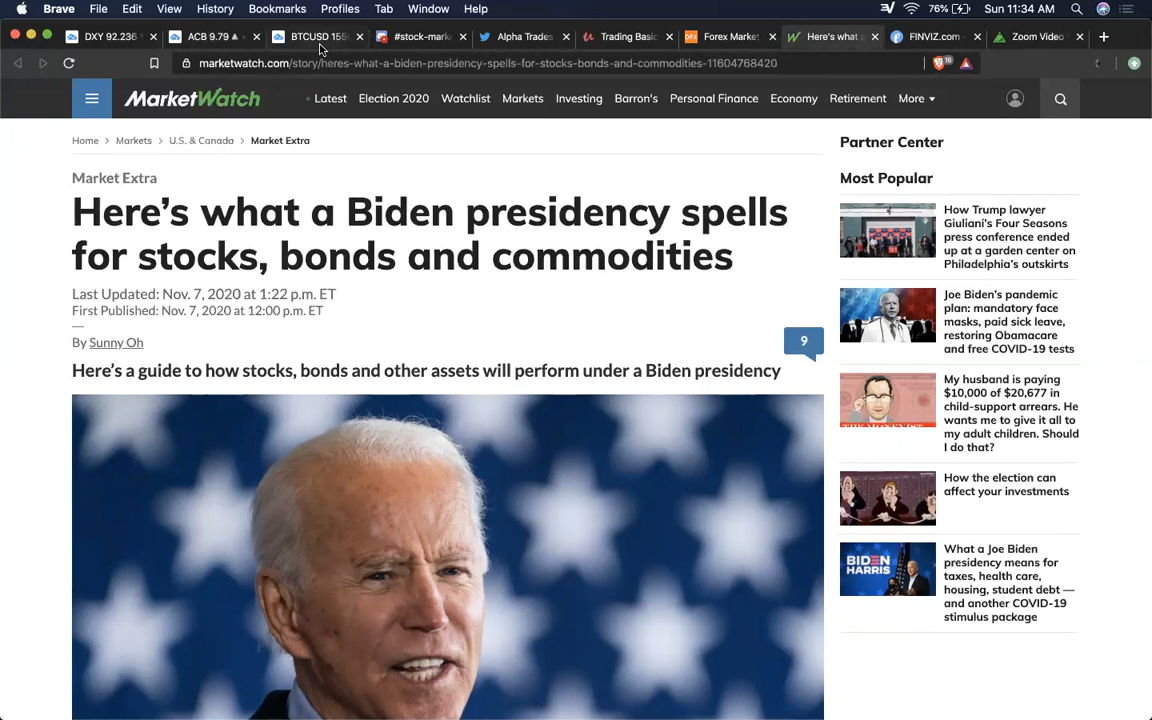 Brave File Edit View History Bookmarks Profiles Tab Window Help 76% Sun 11:34 AM
DXY 92.236 ACB 9.79 BTCUSD 155 #stock-mark Alpha Trades Trading Basic Forex Market Here's what FINVIZ.com - Zoom Video
marketwatch.com/story/heres-what-a-biden-presidency-spells-for-stocks-bonds-and-commodities-11604768420
MarketWatch Latest Election 2020 Watchlist Markets Investing Barron's Personal Finance Economy Retirement More
Home > Markets > U.S. & Canada > Market Extra
Market Extra
Here's what a Biden presidency spells
for stocks, bonds and commodities
Last Updated: Nov. 7, 2020 at 1:22 p.m. ET
First Published: Nov. 7, 2020 at 12:00 p.m. ET
By Sunny Oh
9
Here's a guide to how stocks, bonds and other assets will perform under a Biden presidency
Partner Center
Most Popular
How Trump lawyer
Giuliani's Four Seasons
press conference ended
up at a garden center on
Philadelphia's outskirts
Joe Biden's pandemic
plan: mandatory face
masks, paid sick leave,
restoring Obamacare
and free COVID-19 tests
My husband is paying
$10,000 of $20,677 in
child-support arrears. He
wants me to give it all to
my adult children. Should
I do that?
How the election can
affect your investments
BIDEN
HARRIS
What a Joe Biden
presidency means for
taxes, health care,
housing, student debt —
and another COVID-19
stimulus package